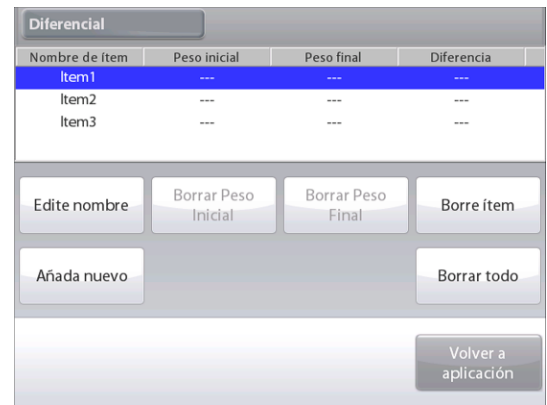 Diferencial
Nombre de ítem Peso inicial Peso final Diferencia
Item1 --- --- ---
Item2 --- --- ---
Item3 --- --- ---
Edite nombre
Borrar Peso
Inicial
Borrar Peso
Final
Borre ítem
Añada nuevo
Borrar todo
Volver a
aplicación